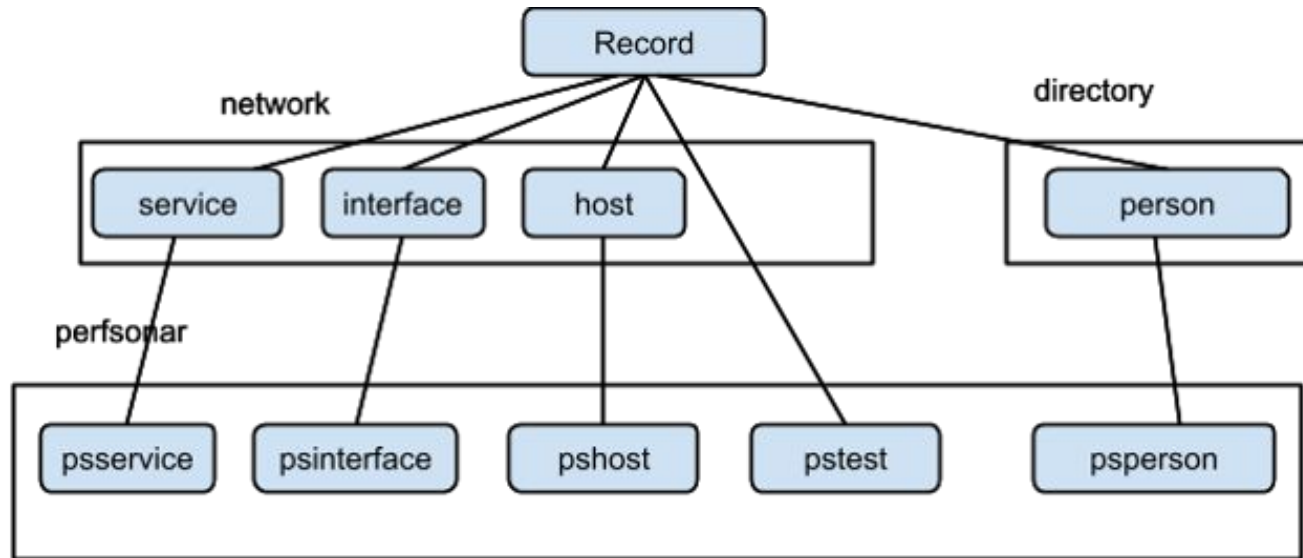 Record
network
directory
service interface host person
perfsonar
psservice psinterface pshost pstest psperson